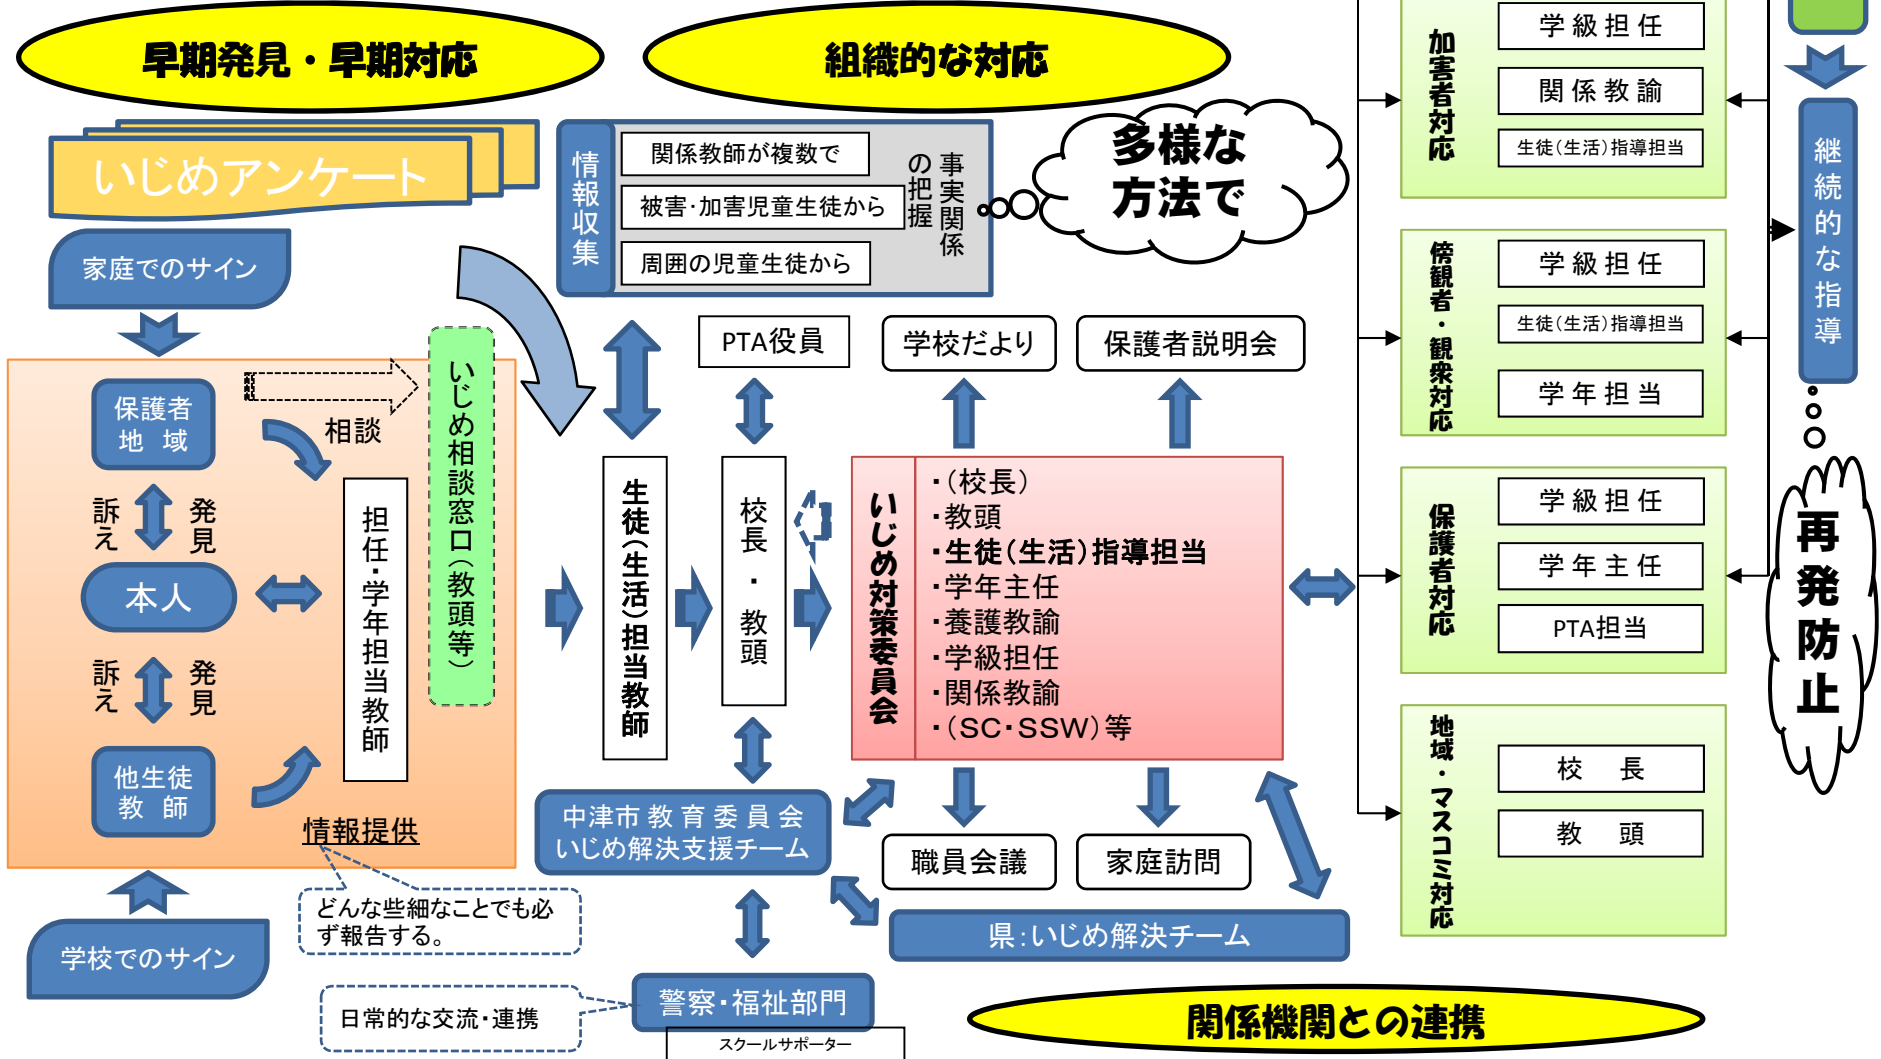 早期発見・早期対応
組織的な対応
いじめアンケート
家庭でのサイン
保護者
地　域
相談
訴え
発見
本人
訴え
発見
他生徒
教　師
情報提供
担任・学年担当教師
いじめ相談窓口(教頭等)
学校でのサイン
どんな些細なことでも必
ず報告する。
日常的な交流・連携
情報収集
関係教師が複数で
被害・加害児童生徒から
周囲の児童生徒から
事実関係
の把握
多様な
方法で
PTA役員
学校だより
保護者説明会
生徒(生活)担当教師
校長・教頭
いじめ対策委員会
・(校長)
・教頭
・生徒(生活)指導担当
・学年主任
・養護教諭
・学級担任
・関係教諭
・(SC・SSW)等
中津市教育委員会
いじめ解決支援チーム
職員会議
家庭訪問
県：いじめ解決チーム
警察・福祉部門
スクールサポーター
関係機関との連携
加害者対応
学級担任
関係教諭
生徒(生活)指導担当
傍観者・観衆対応
学級担任
生徒(生活)指導担当
学年担当
保護者対応
学級担任
学年主任
PTA担当
地域・マスコミ対応
校　長
教　頭
継続的な指導
再発防止